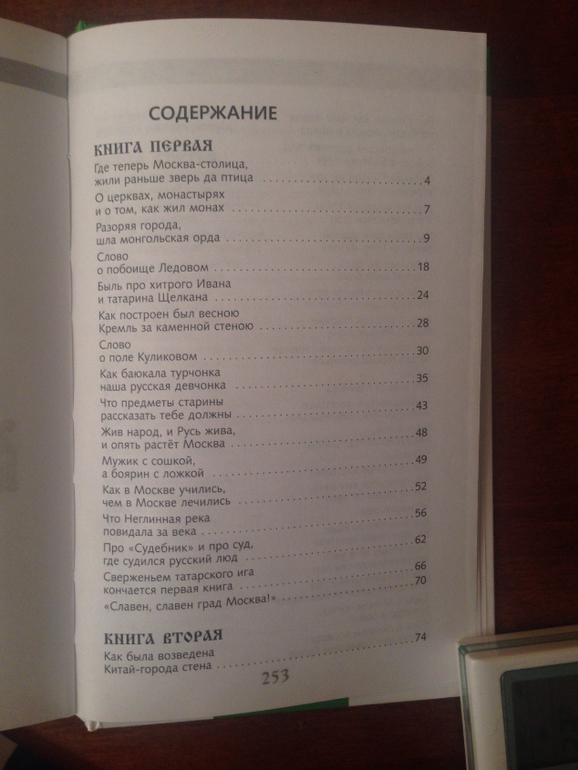 СОДЕРЖАНИЕ
КНИГА ПЕРВАЯ
Где теперь Москва-столица,
жили раньше зверь да птица 4
О церквах, монастырях
и о том, как жил монах 7
Разоряя города,
шла монгольская орда 9
Слово
о побоище Ледовом 18
Быль про хитрого Ивана
и татарина Щелкана 24
Как построен был весною
Кремль за каменной стеною 28
Слово
о поле Куликовом 30
Как баюкала турчонка
наша русская девчонка 35
Что предметы старины
рассказать тебе должны 43
Жив народ, и Русь жива,
и опять растёт Москва 48
Мужик с сошкой,
а боярин с ложкой 49
Как в Москве учились,
чем в Москве лечились 52
Что Неглинная река
повидала за века 56
Про «Судебник» и про суд,
где судился русский люд 62
Сверженьем татарского ига
кончается первая книга 66
«Славен, славен град Москва!» 70
КНИГА ВТОРАЯ
Как была возведена
Китай-города стена 74
253